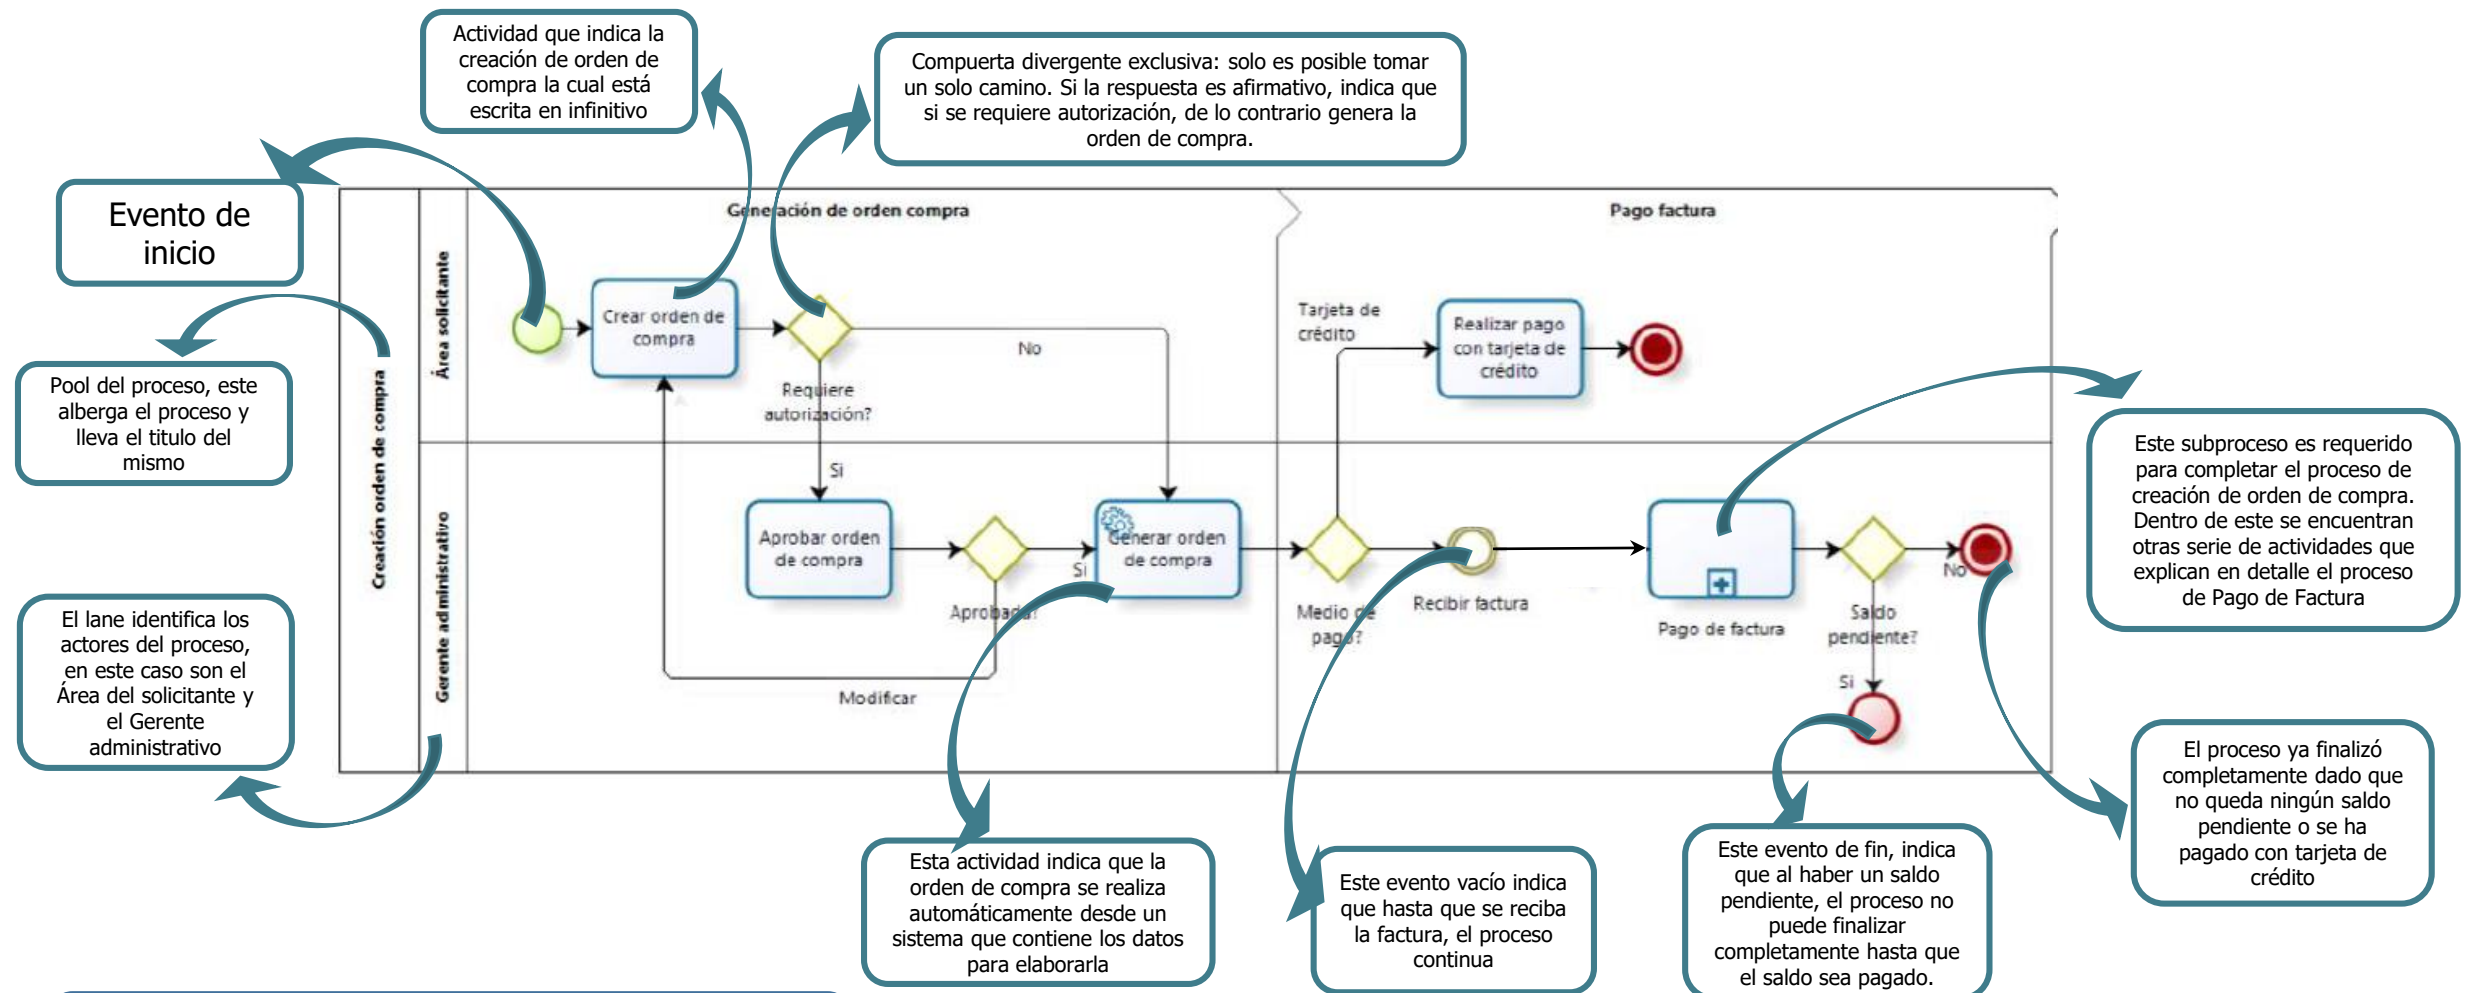 Actividad que indica la
creación de orden de
compra la cual está
escrita en infinitivo
Compuerta divergente exclusiva: solo es posible tomar
un solo camino. Si la respuesta es afirmativo, indica que
si se requiere autorización, de lo contrario genera la
orden de compra.
Evento de
inicio
Pool del proceso, este
alberga el proceso y
lleva el titulo del
mismo
El lane identifica los
actores del proceso,
en este caso son el
Área del solicitante y
el Gerente
administrativo
Creación orden de compra
Área solicitante
Gerente administrativo
Generación de orden compra
Pago factura
Crear orden de
compra
Requiere
autorización?
No
Si
Aprobar orden
de compra
Aprobada?
Si
Modificar
Generar orden
de compra
Tarjeta de
crédito
Realizar pago
con tarjeta de
crédito
Medio de
pago?
Recibir factura
Pago de factura
Saldo
pendiente?
No
Si
Este subproceso es requerido
para completar el proceso de
creación de orden de compra.
Dentro de este se encuentran
otras serie de actividades que
explican en detalle el proceso
de Pago de Factura
Esta actividad indica que la
orden de compra se realiza
automáticamente desde un
sistema que contiene los datos
para elaborarla
Este evento vacío indica
que hasta que se reciba
la factura, el proceso
continua
Este evento de fin, indica
que al haber un saldo
pendiente, el proceso no
puede finalizar
completamente hasta que
el saldo sea pagado.
El proceso ya finalizó
completamente dado que
no queda ningún saldo
pendiente o se ha
pagado con tarjeta de
crédito